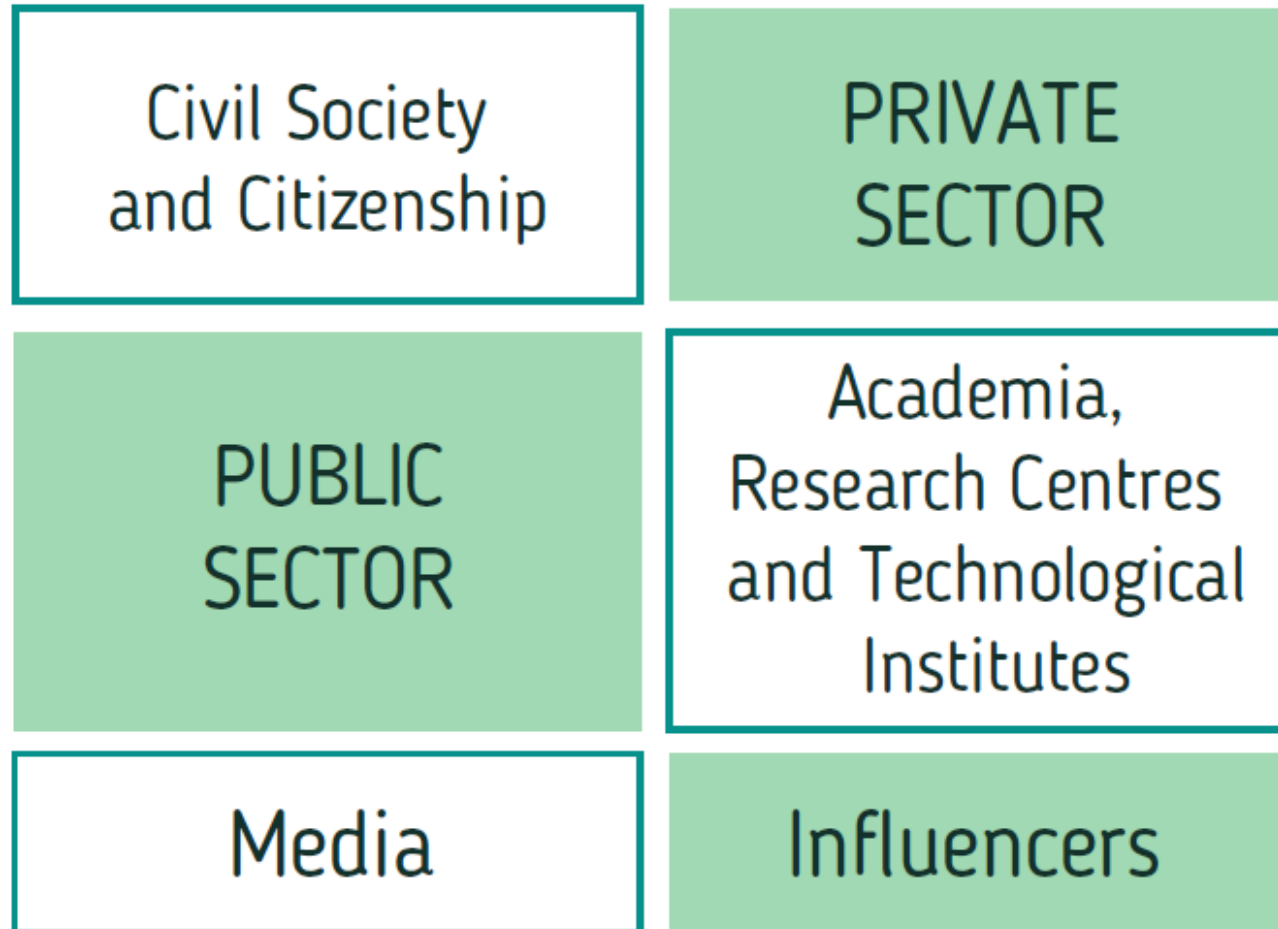 Civil Society
and Citizenship
PRIVATE
SECTOR
PUBLIC
SECTOR
Academia,
Research Centres
and Technological
Institutes
Media
Influencers